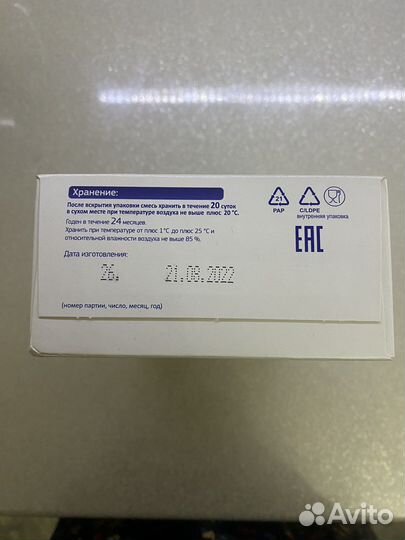 Хранение:
После вскрытия упаковки смесь хранить в течение 20 суток
в сухом месте при температуре воздуха не выше плюс 20 °С.
Годен в течение 24 месяцев.
Хранить при температуре от плюс 1°С до плюс 25 °С и
относительной влажности воздуха не выше 85 %.
Дата изготовления:
26. 21.08.2022
(номер партии, число, месяц, год)
21
PAP
C/LDPE
внутренняя упаковка
EAC
Avito